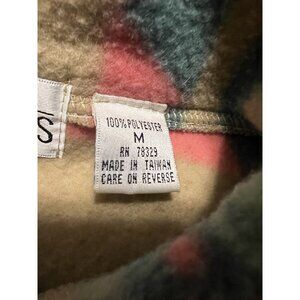 100% POLYESTER
M
RN 78329
MADE IN TAIWAN
CARE ON REVERSE
S